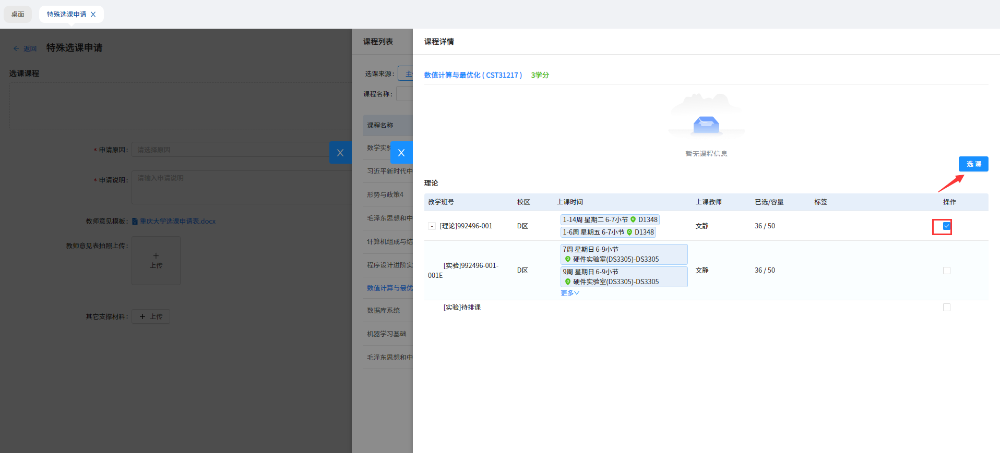 桌面
特殊选课申请 X
← 返回 特殊选课申请
选课课程
* 申请原因： 请选择原因
* 申请说明： 请输入申请说明
教师意见模板： 重庆大学选课申请表.docx
教师意见表拍照上传：
+
上传
其它支撑材料： + 上传
X
课程列表
选课来源：
课程名称：
课程名称
数学实
习近平新时代中
形势与政策4
毛泽东思想和中
计算机组成与结
程序设计进阶实
数值计算与最优
数据库系统
机器学习基础
毛泽东思想和中
X
课程详情
数值计算与最优化 ( CST31217 ) 3学分
暂无课程信息
选 课
理论
教学班号 校区 上课时间 上课教师 已选/容量 标签 操作
- [理论]992496-001 D区 1-14周 星期二 6-7小节 D1348 文静 36 / 50
1-6周 星期五 6-7小节 D1348
[实验]992496-001-001E D区 7周 星期日 6-9小节 文静 36 / 50
硬件实验室(DS3305)-DS3305
9周 星期日 6-9小节
硬件实验室(DS3305)-DS3305
更多
[实验]待排课